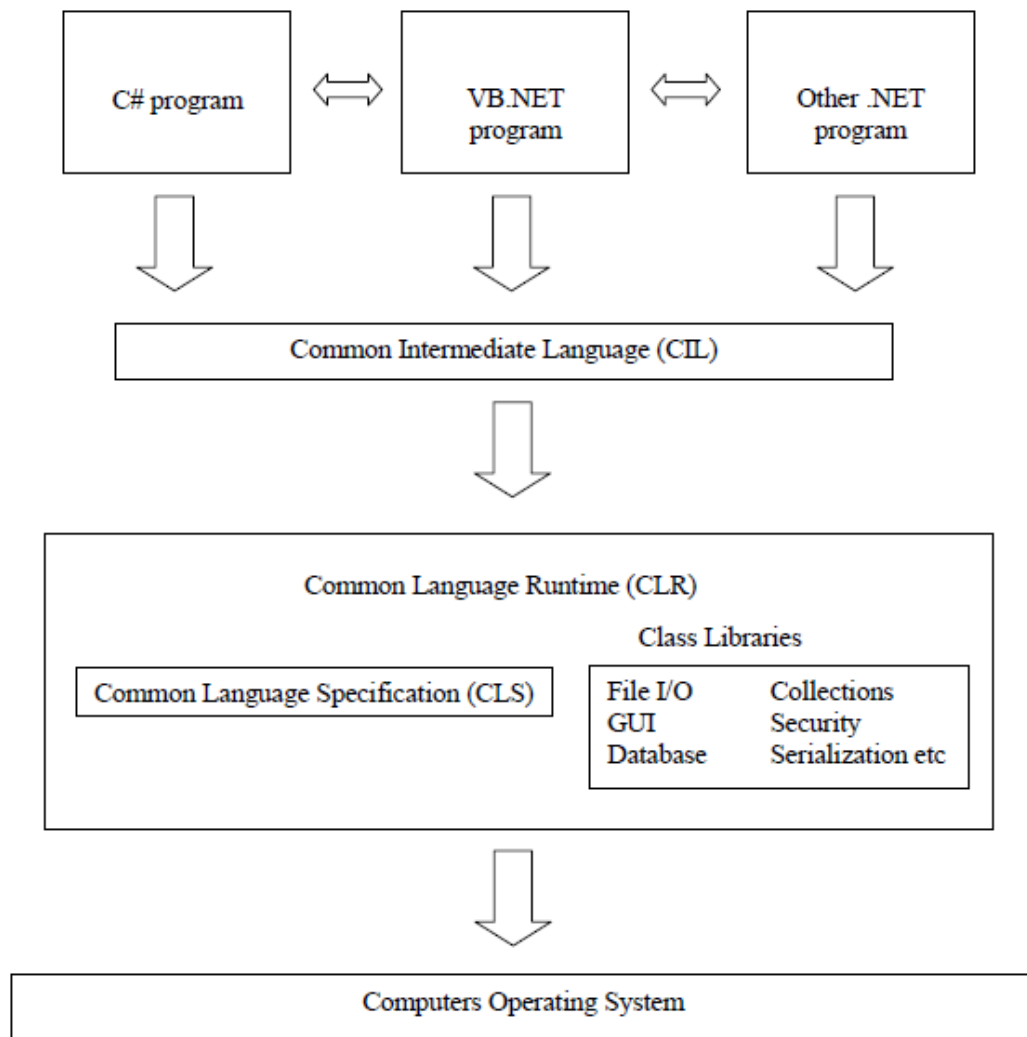 C# program
VB.NET
program
Other .NET
program
Common Intermediate Language (CIL)
Common Language Runtime (CLR)
Class Libraries
Common Language Specification (CLS)
File I/O Collections
GUI Security
Database Serialization etc
Computers Operating System